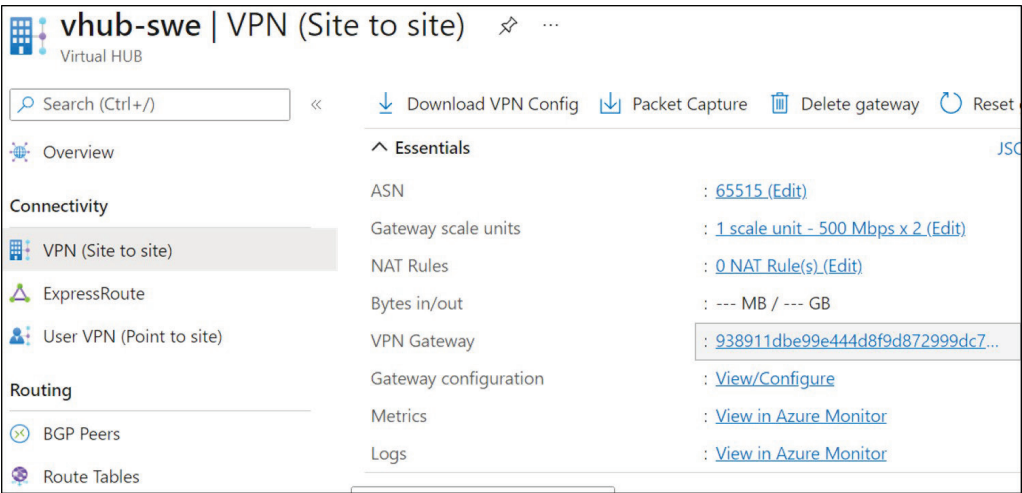 vhub-swe | VPN (Site to site) ...
Virtual HUB
Search (Ctrl+/) «
Overview
Connectivity
VPN (Site to site)
ExpressRoute
User VPN (Point to site)
Routing
BGP Peers
Route Tables
Download VPN Config Packet Capture Delete gateway Reset
Essentials
ASN : 65515 (Edit)
Gateway scale units : 1 scale unit - 500 Mbps x 2 (Edit)
NAT Rules : 0 NAT Rule(s) (Edit)
Bytes in/out : --- MB / --- GB
VPN Gateway : 938911dbe99e444d8f9d872999dc7...
Gateway configuration : View/Configure
Metrics : View in Azure Monitor
Logs : View in Azure Monitor